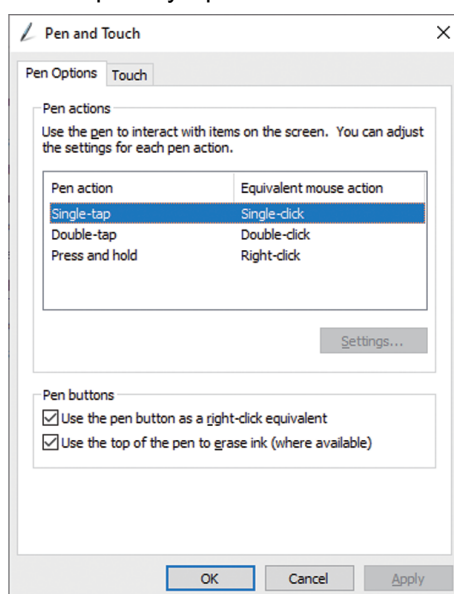 Pen and Touch
Pen Options Touch
Pen actions
Use the pen to interact with items on the screen. You can adjust
the settings for each pen action.
Pen action Equivalent mouse action
Single-tap Single-click
Double-tap Double-click
Press and hold Right-click
Settings...
Pen buttons
Use the pen button as a right-click equivalent
Use the top of the pen to erase ink (where available)
OK Cancel Apply